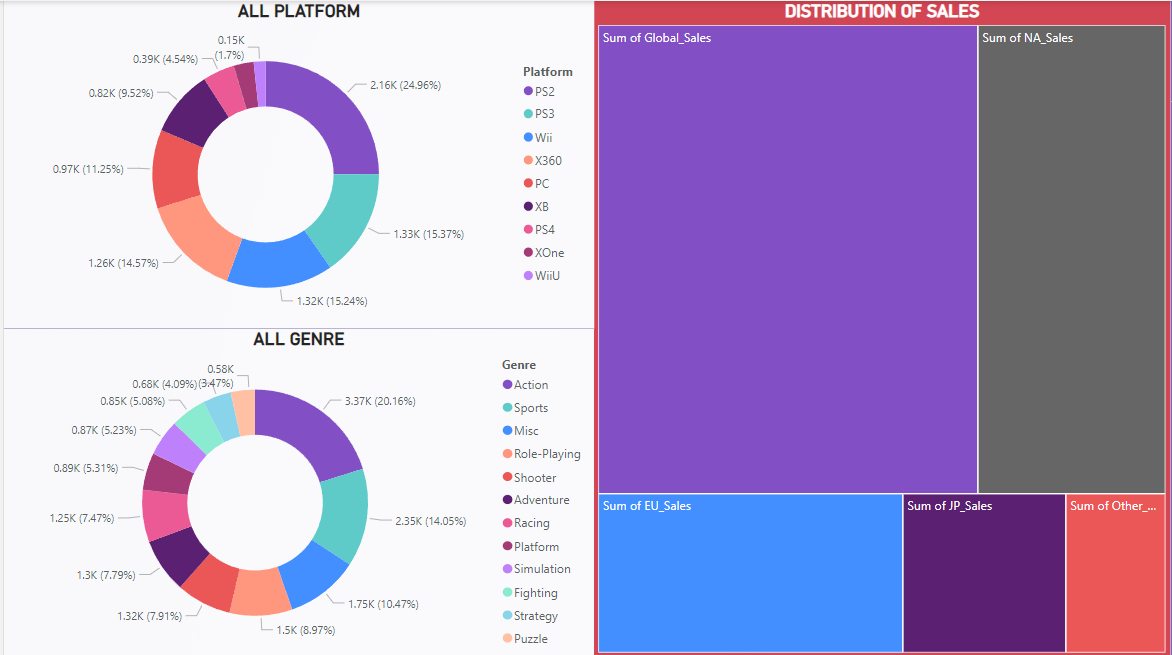 ALL PLATFORM
0.15K
(1.7%)
0.39K (4.54%)
0.82K (9.52%)
0.97K (11.25%)
1.26K (14.57%)
1.32K (15.24%)
1.33K (15.37%)
2.16K (24.96%)
Platform
PS2
PS3
Wii
X360
PC
XB
PS4
XOne
WiiU
ALL GENRE
0.58K
(3.47%)
0.68K (4.09%)
0.85K (5.08%)
0.87K (5.23%)
0.89K (5.31%)
1.25K (7.47%)
1.3K (7.79%)
1.32K (7.91%)
1.5K (8.97%)
1.75K (10.47%)
2.35K (14.05%)
3.37K (20.16%)
Genre
Action
Sports
Misc
Role-Playing
Shooter
Adventure
Racing
Platform
Simulation
Fighting
Strategy
Puzzle
DISTRIBUTION OF SALES
Sum of Global_Sales
Sum of NA_Sales
Sum of EU_Sales
Sum of JP_Sales
Sum of Other_...